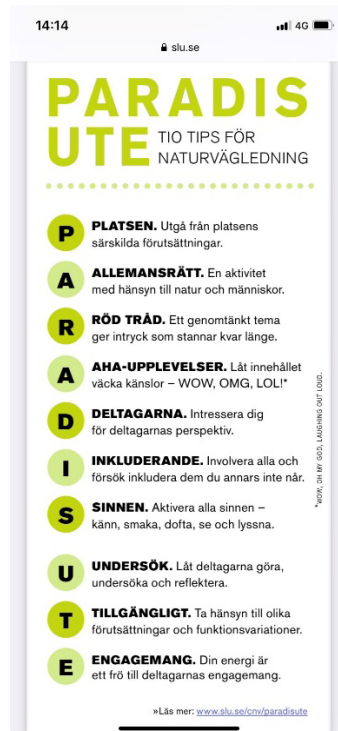 14:14
4G
slu.se
PARADIS
UTE
TIO TIPS FÖR
NATURVÄGLEDNING
P
PLATSEN. Utgå från platsens
särskilda förutsättningar.
A
ALLEMANSRÄTT. En aktivitet
med hänsyn till natur och människor.
R
RÖD TRÅD. Ett genomtänkt tema
ger intryck som stannar kvar länge.
A
AHA-UPPLEVELSER. Låt innehållet
väcka känslor – WOW, OMG, LOL!*
D
DELTAGARNA. Intressera dig
för deltagarnas perspektiv.
I
INKLUDERANDE. Involvera alla och
försök inkludera dem du annars inte når.
S
SINNEN. Aktivera alla sinnen –
känn, smaka, dofta, se och lyssna.
U
UNDERSÖK. Låt deltagarna göra,
undersöka och reflektera.
T
TILLGÄNGLIGT. Ta hänsyn till olika
förutsättningar och funktionsvariationer.
E
ENGAGEMANG. Din energi är
ett frö till deltagarnas engagemang.
*WOW, OH MY GOD, LAUGHING OUT LOUD.
»Läs mer: www.slu.se/cnv/paradisute